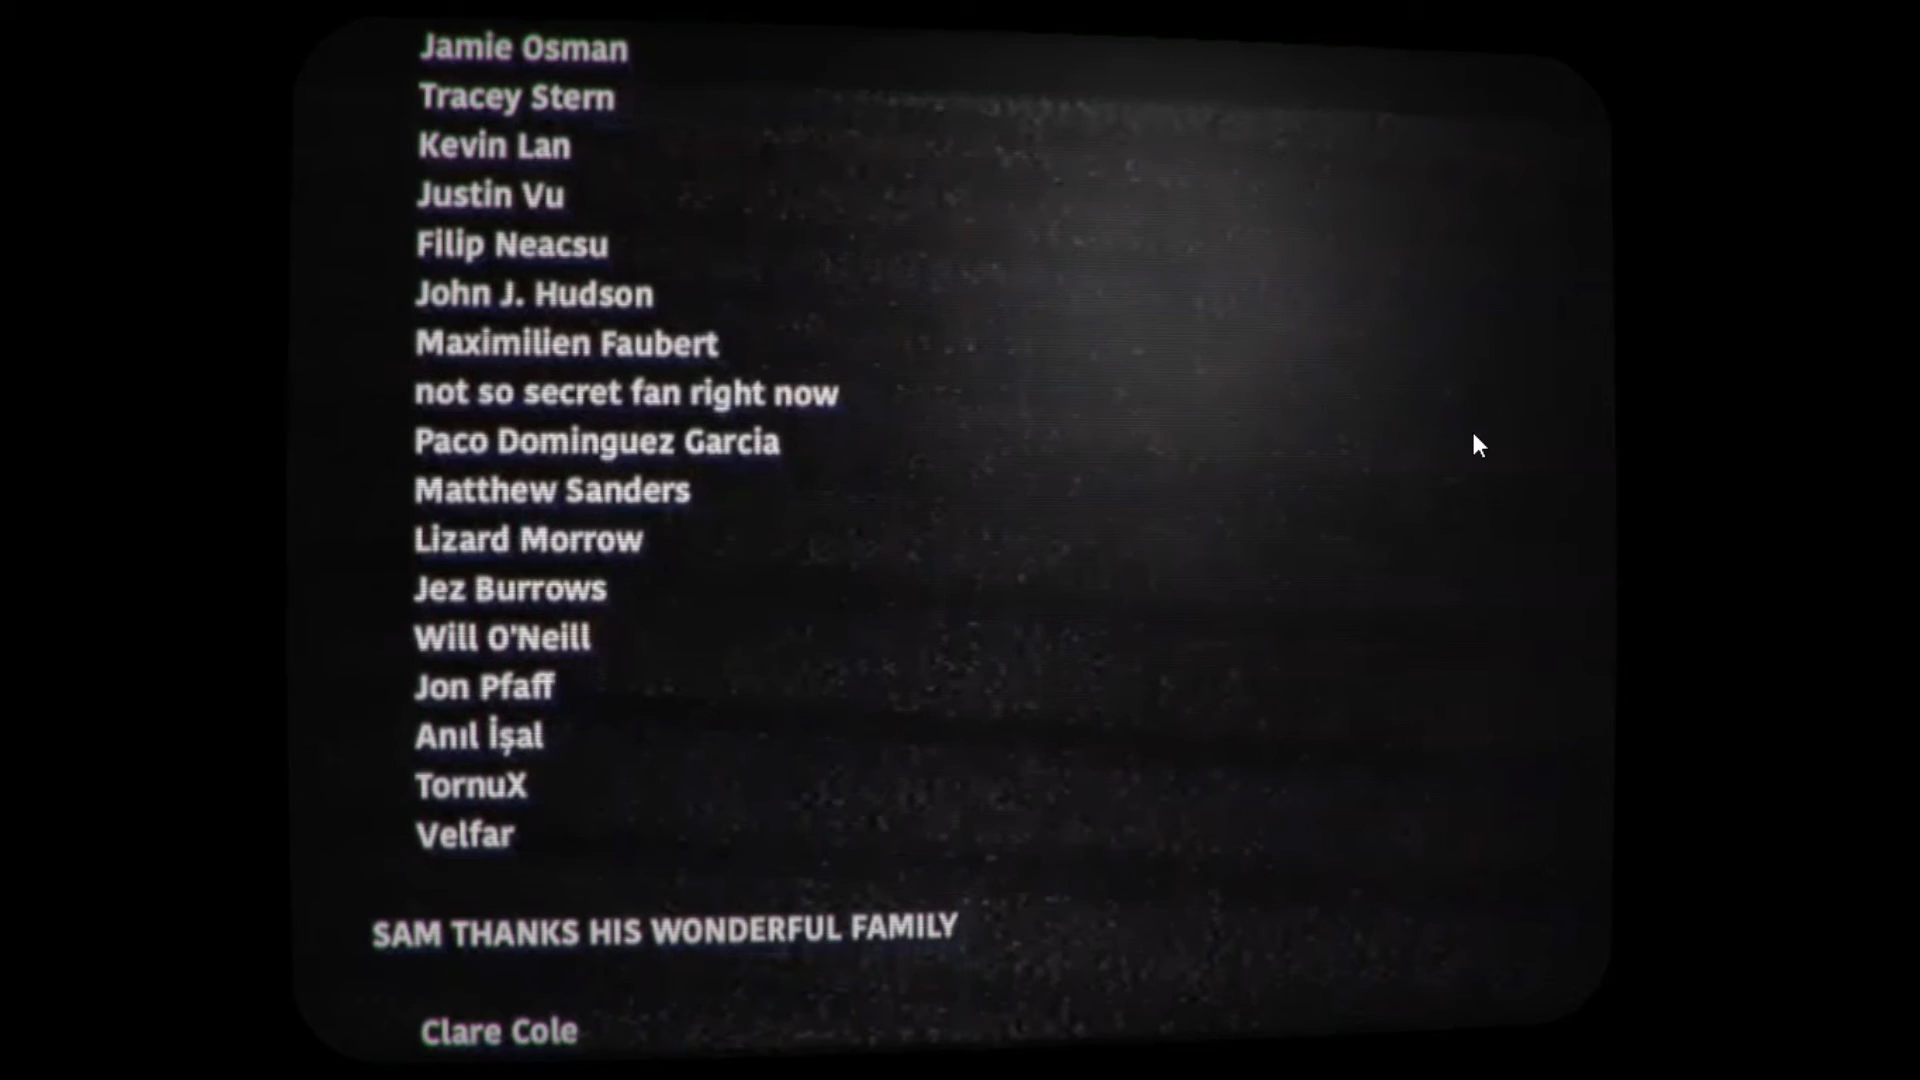 Jamie Osman
Tracey Stern
Kevin Lan
Justin Vu
Filip Neacsu
John J. Hudson
Maximilien Faubert
not so secret fan right now
Paco Dominguez Garcia
Matthew Sanders
Lizard Morrow
Jez Burrows
Will O'Neill
Jon Pfaff
Anıl İşal
TornuX
Velfar
SAM THANKS HIS WONDERFUL FAMILY
Clare Cole